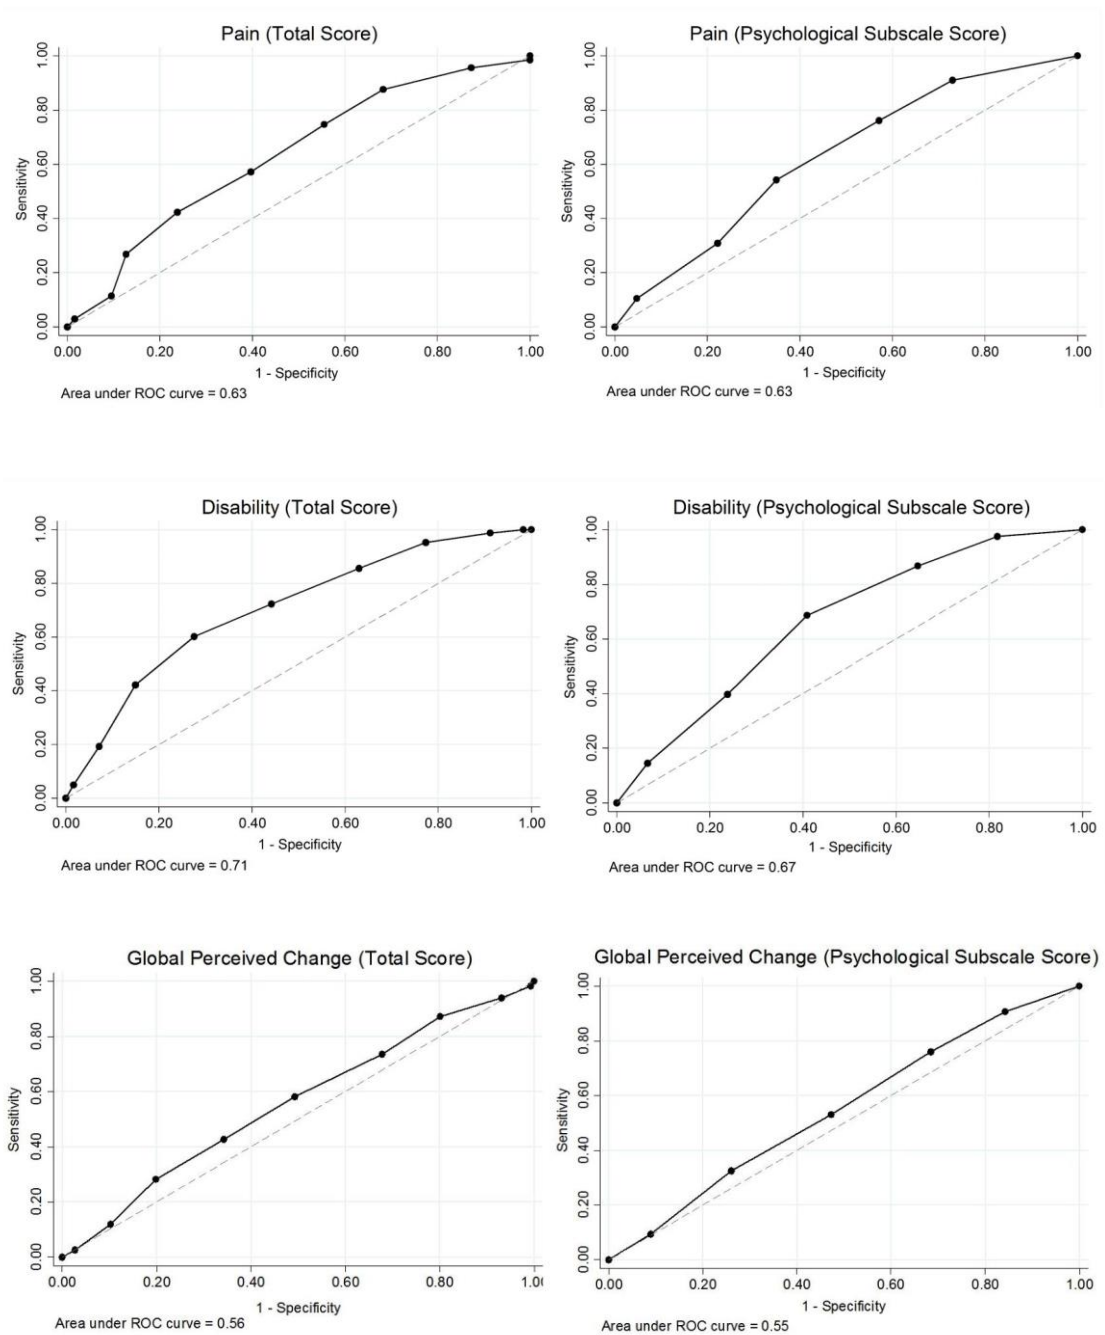 Pain (Total Score)
Sensitivity
1.00
0.80
0.60
0.40
0.20
0.00
0.00 0.20 0.40 0.60 0.80 1.00
1 - Specificity
Area under ROC curve = 0.63
Pain (Psychological Subscale Score)
Sensitivity
1.00
0.80
0.60
0.40
0.20
0.00
0.00 0.20 0.40 0.60 0.80 1.00
1 - Specificity
Area under ROC curve = 0.63
Disability (Total Score)
Sensitivity
1.00
0.80
0.60
0.40
0.20
0.00
0.00 0.20 0.40 0.60 0.80 1.00
1 - Specificity
Area under ROC curve = 0.71
Disability (Psychological Subscale Score)
Sensitivity
1.00
0.80
0.60
0.40
0.20
0.00
0.00 0.20 0.40 0.60 0.80 1.00
1 - Specificity
Area under ROC curve = 0.67
Global Perceived Change (Total Score)
Sensitivity
1.00
0.80
0.60
0.40
0.20
0.00
0.00 0.20 0.40 0.60 0.80 1.0
1 - Specificity
Area under ROC curve = 0.56
Global Perceived Change (Psychological Subscale Score)
Sensitivity
1.00
0.80
0.60
0.40
0.20
0.00
0.00 0.20 0.40 0.60 0.80 1.00
1 - Specificity
Area under ROC curve = 0.55